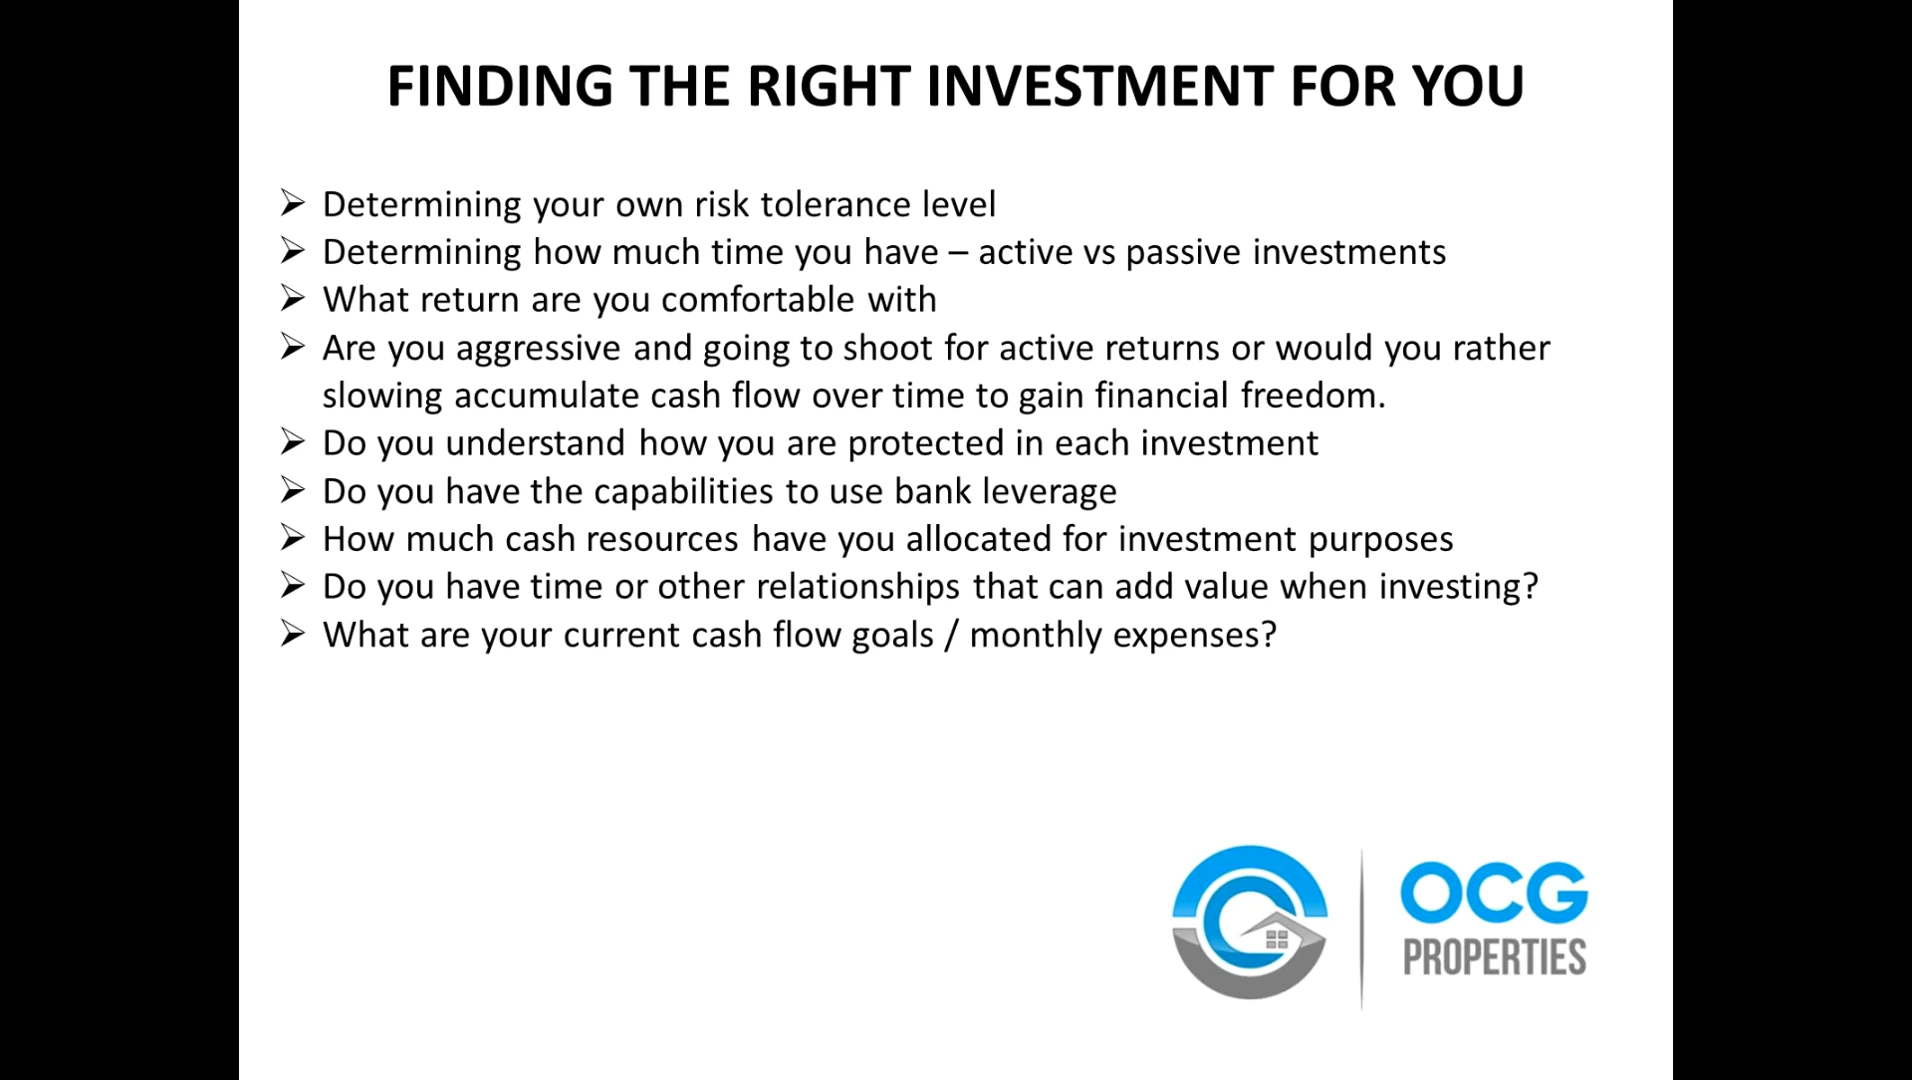 FINDING THE RIGHT INVESTMENT FOR YOU
➢ Determining your own risk tolerance level
➢ Determining how much time you have – active vs passive investments
➢ What return are you comfortable with
➢ Are you aggressive and going to shoot for active returns or would you rather
slowing accumulate cash flow over time to gain financial freedom.
➢ Do you understand how you are protected in each investment
➢ Do you have the capabilities to use bank leverage
➢ How much cash resources have you allocated for investment purposes
➢ Do you have time or other relationships that can add value when investing?
➢ What are your current cash flow goals / monthly expenses?
OCG
PROPERTIES